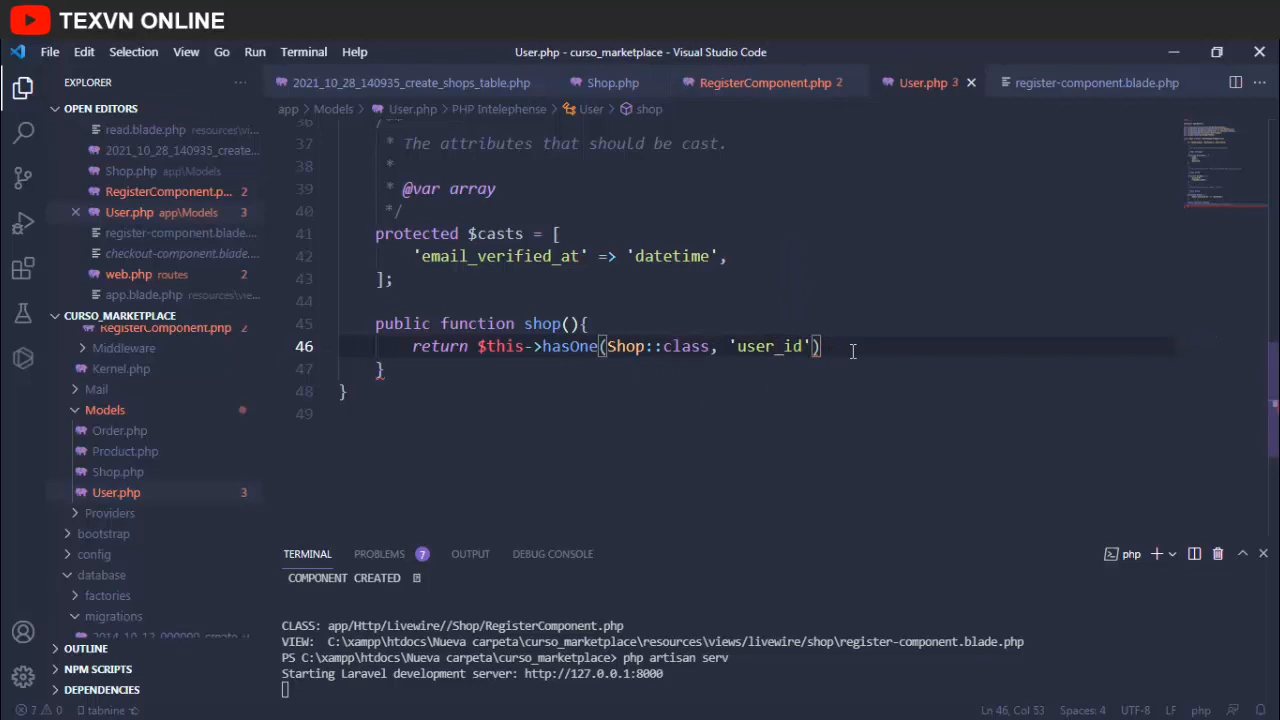 TEXVN ONLINE
File Edit Selection View Go Run Terminal Help
User.php - curso_marketplace - Visual Studio Code
EXPLORER
2021_10_28_140935_create_shops_table.php
Shop.php
RegisterComponent.php 2
User.php 3
register-component.blade.php
OPEN EDITORS
app > Models > User.php > PHP Intelephense > User > shop
read.blade.php resources\vi...
2021_10_28_140935_create...
Shop.php app\Models
RegisterComponent.p... 2
User.php app\Models 3
register-component.blade...
checkout-component.blade...
web.php routes 2
app.blade.php resources\vie...
CURSO_MARKETPLACE
RegisterComponent.php 2
Middleware
Kernel.php
Mail
Models
Order.php
Product.php
Shop.php
User.php 3
Providers
bootstrap
config
database
factories
migrations
OUTLINE
NPM SCRIPTS
DEPENDENCIES
36 /**
37 * The attributes that should be cast.
38 *
39 * @var array
40 */
41 protected $casts = [
42 'email_verified_at' => 'datetime',
43 ];
44
45 public function shop(){
46 return $this->hasOne(Shop::class, 'user_id')
47 }
48 }
49
TERMINAL PROBLEMS 7 OUTPUT DEBUG CONSOLE
php
COMPONENT CREATED
CLASS: app/Http/Livewire//Shop/RegisterComponent.php
VIEW: C:\xampp\htdocs\Nueva carpeta\curso_marketplace\resources\views/livewire/shop\register-component.blade.php
PS C:\xampp\htdocs\Nueva carpeta\curso_marketplace> php artisan serv
Starting Laravel development server: http://127.0.0.1:8000
7 0 tabnine
Ln 46, Col 53 Spaces: 4 UTF-8 LF php